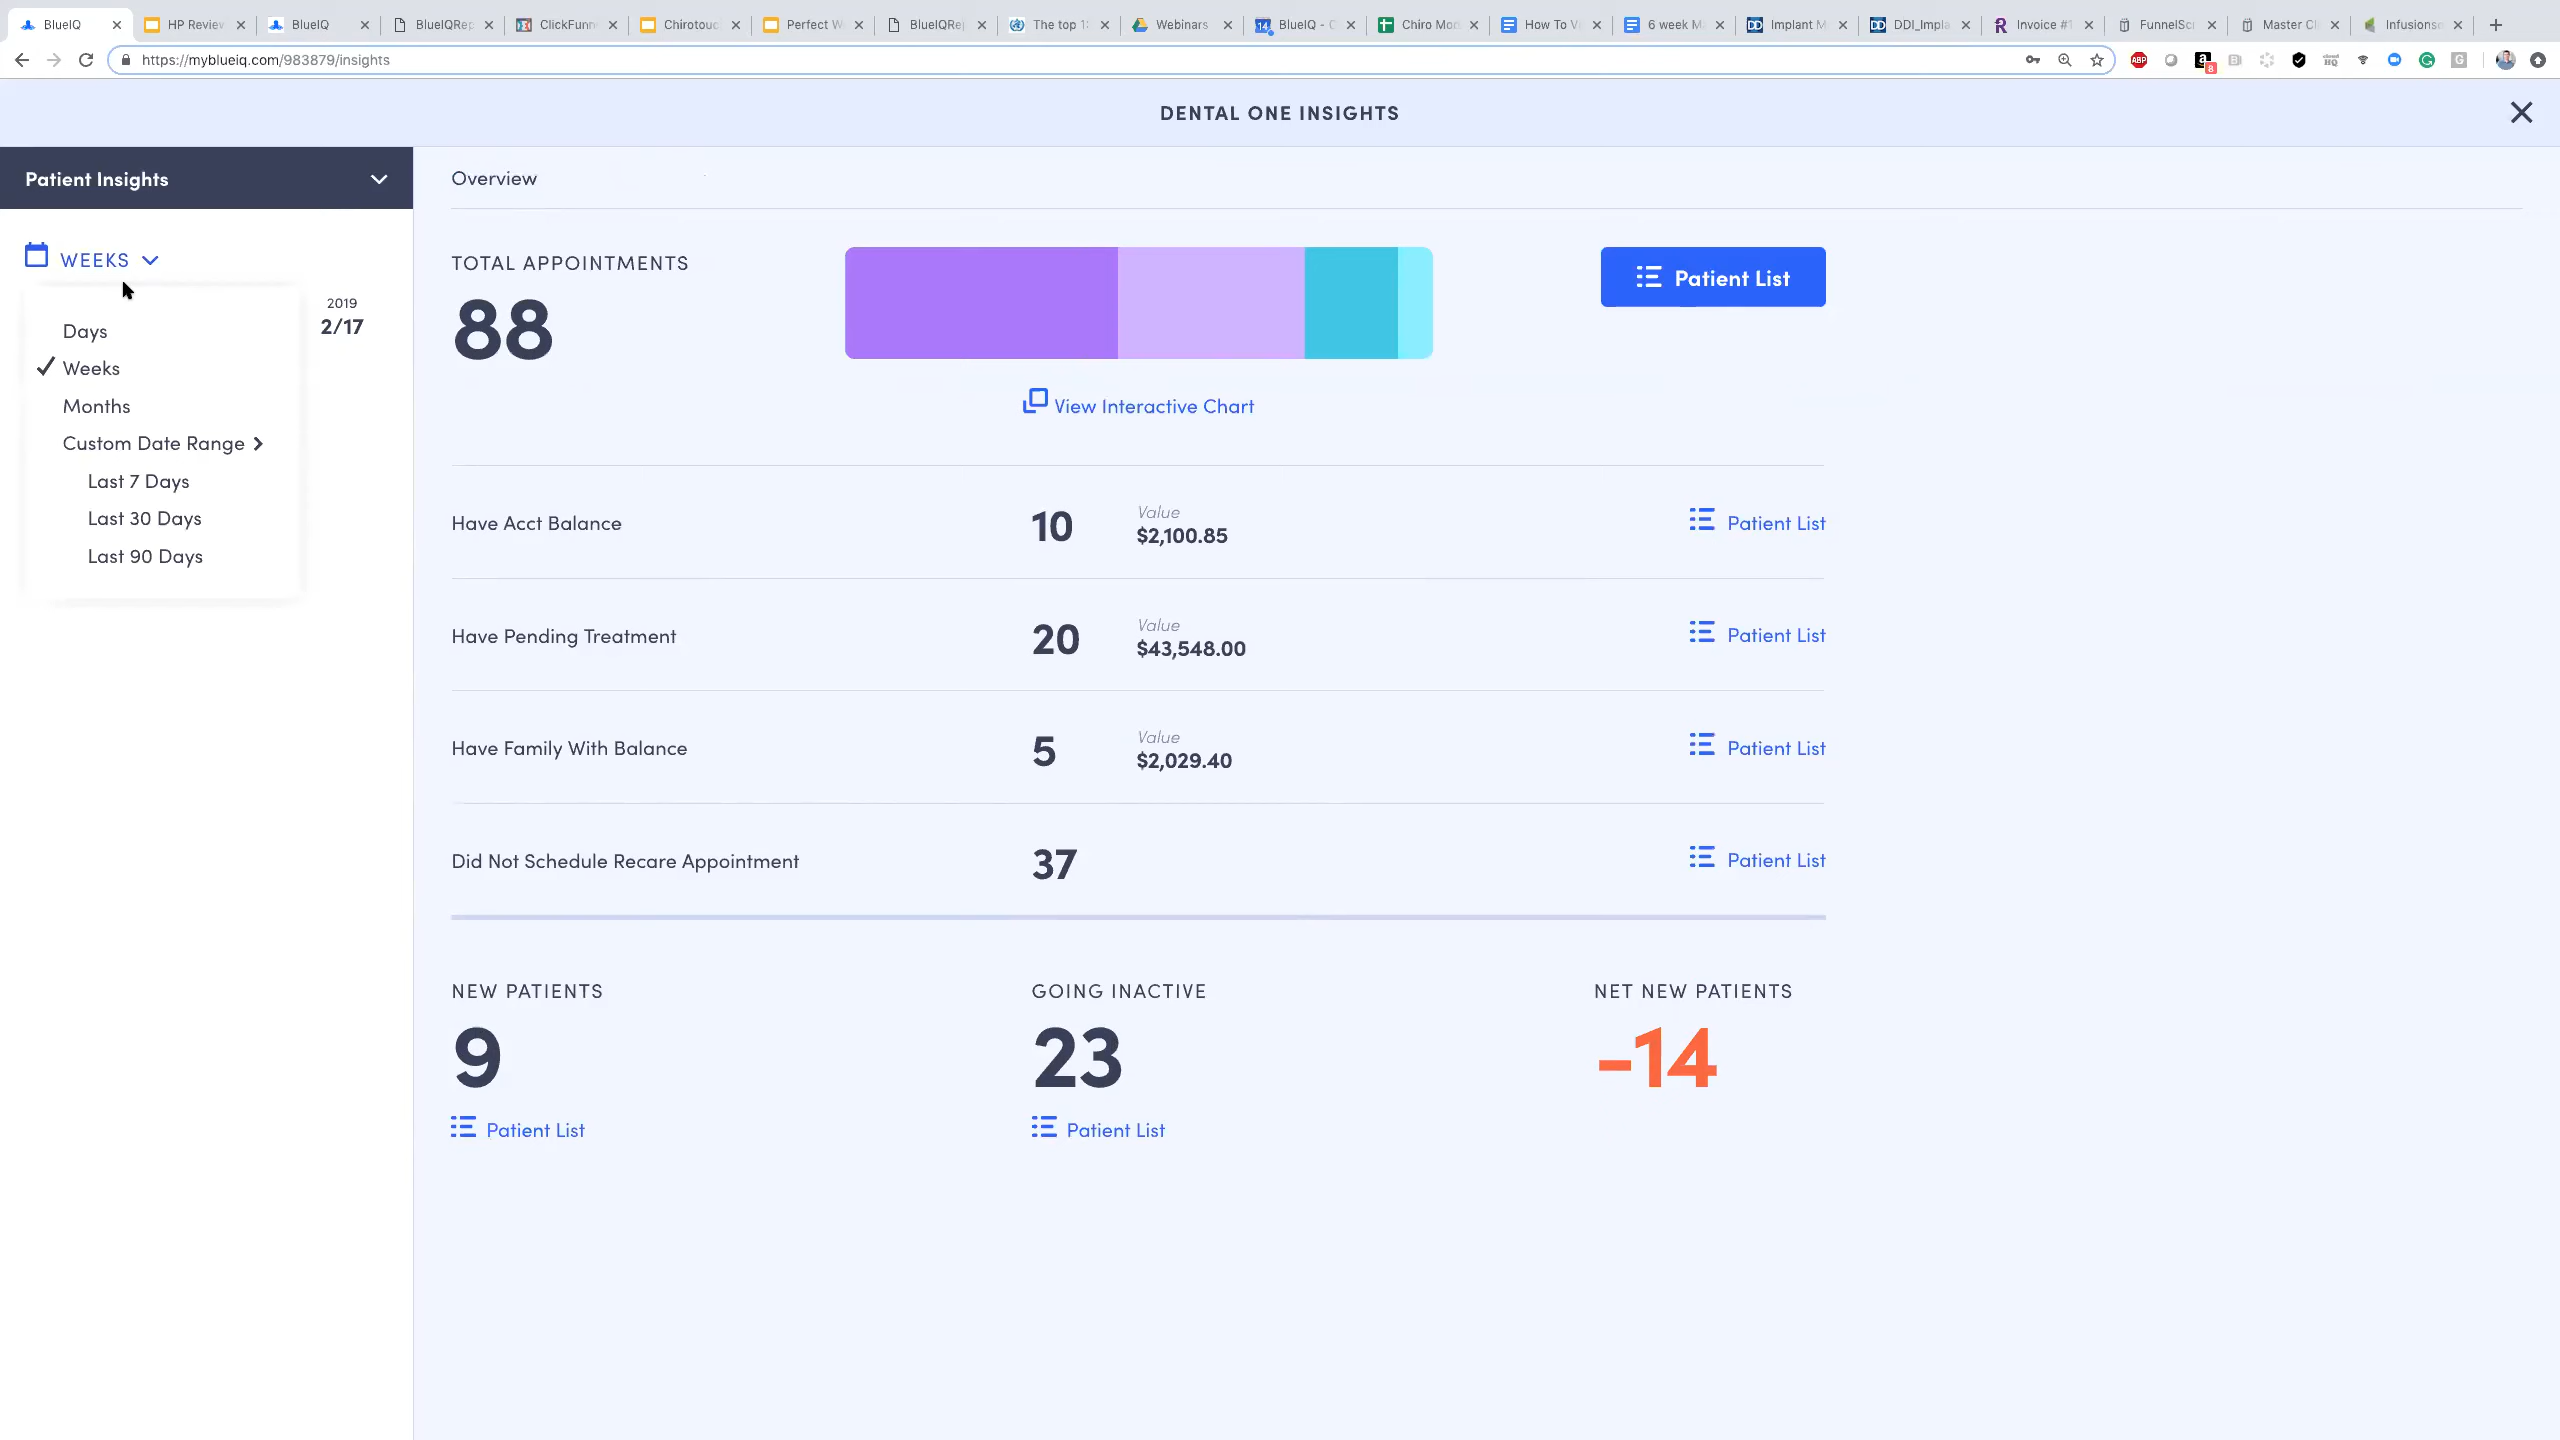 BlueIQ
HP Review
BlueIQ
BlueIQRep
ClickFunn
Chirotouc
Perfect W
BlueIQRep
The top 1
Webinars
BlueIQ - C
Chiro Mod
How To Vi
6 week M
Implant M
DDI_Impla
Invoice #1
FunnelScr
Master Cl
Infusionso
https://myblueiq.com/983879/insights
DENTAL ONE INSIGHTS
Patient Insights
Overview
WEEKS
2019
2/17
Days
Weeks
Months
Custom Date Range
Last 7 Days
Last 30 Days
Last 90 Days
TOTAL APPOINTMENTS
88
Patient List
View Interactive Chart
Have Acct Balance
10
Value
$2,100.85
Patient List
Have Pending Treatment
20
Value
$43,548.00
Patient List
Have Family With Balance
5
Value
$2,029.40
Patient List
Did Not Schedule Recare Appointment
37
Patient List
NEW PATIENTS
9
Patient List
GOING INACTIVE
23
Patient List
NET NEW PATIENTS
-14